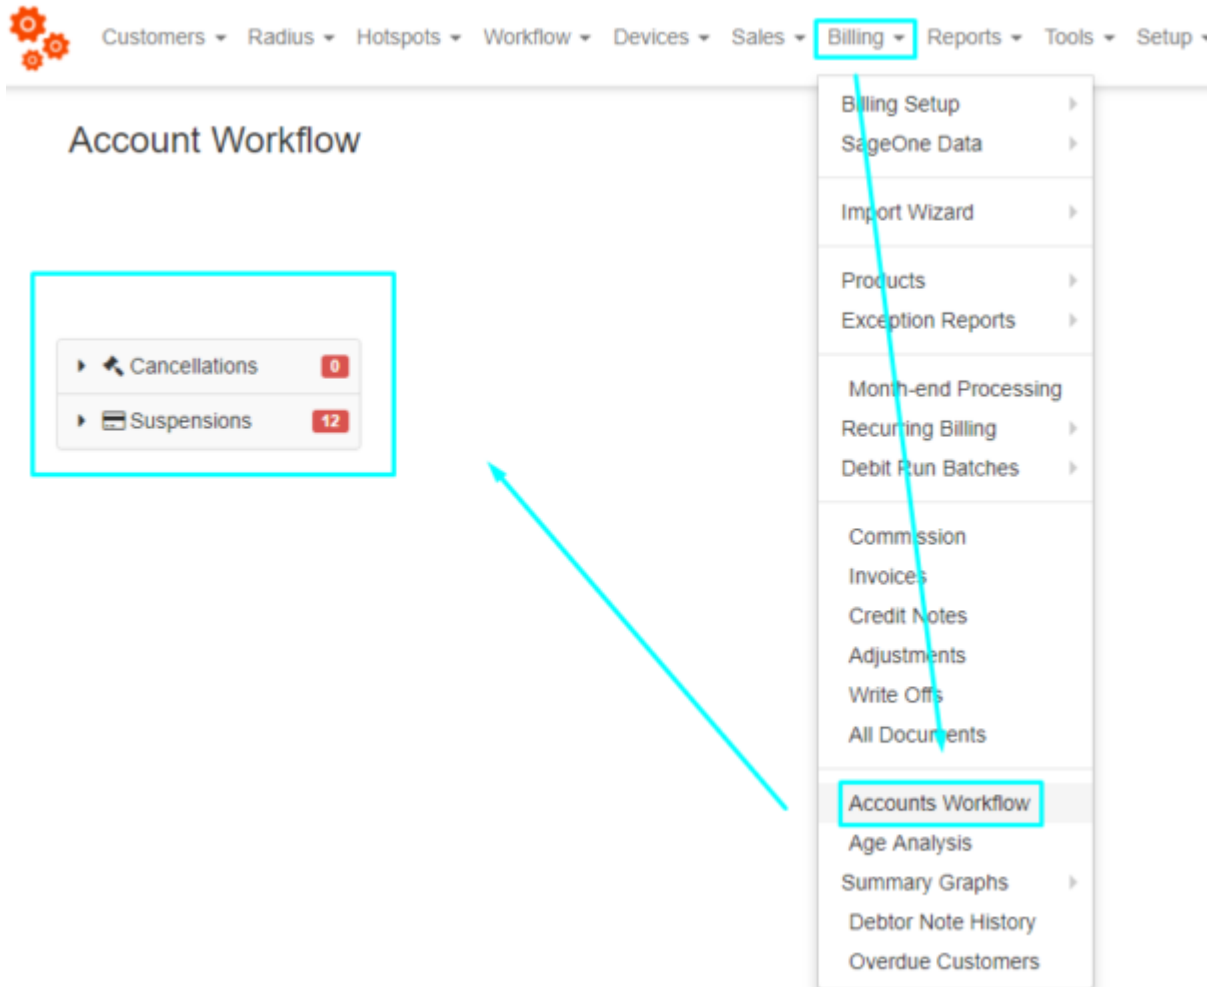 Customers Radius Hotspots Workflow Devices Sales Billing Reports Tools Setup
Account Workflow
Cancellations 0
Suspensions 12
Billing Setup
SageOne Data
Import Wizard
Products
Exception Reports
Month-end Processing
Recurring Billing
Debit Run Batches
Commission
Invoices
Credit Notes
Adjustments
Write Offs
All Documents
Accounts Workflow
Age Analysis
Summary Graphs
Debtor Note History
Overdue Customers